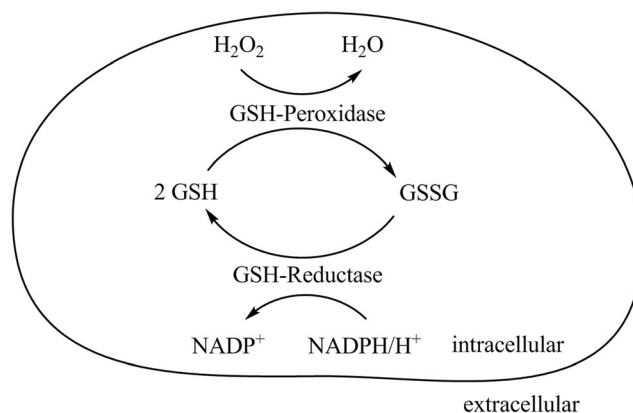 H₂O₂ H₂O
GSH-Peroxidase
2 GSH GSSG
GSH-Reductase
NADP⁺ NADPH/H⁺ intracellular
extracellular